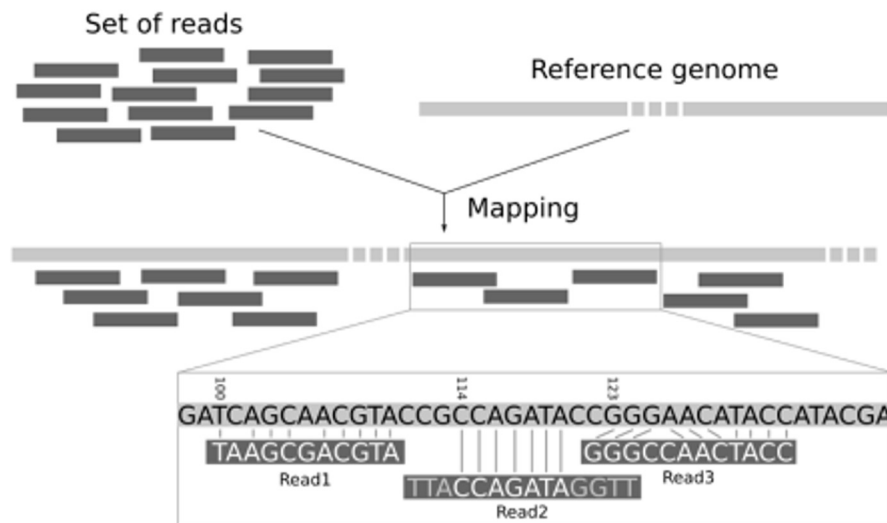 Set of reads
Reference genome
Mapping
100
114
123
GATCAGCAACGTACCGCCAGATACCGGGAACATACCATACGA
TAAGCGACGTA
GGGCCAACTACC
Read1
Read3
TTACCAGATAGGTT
Read2